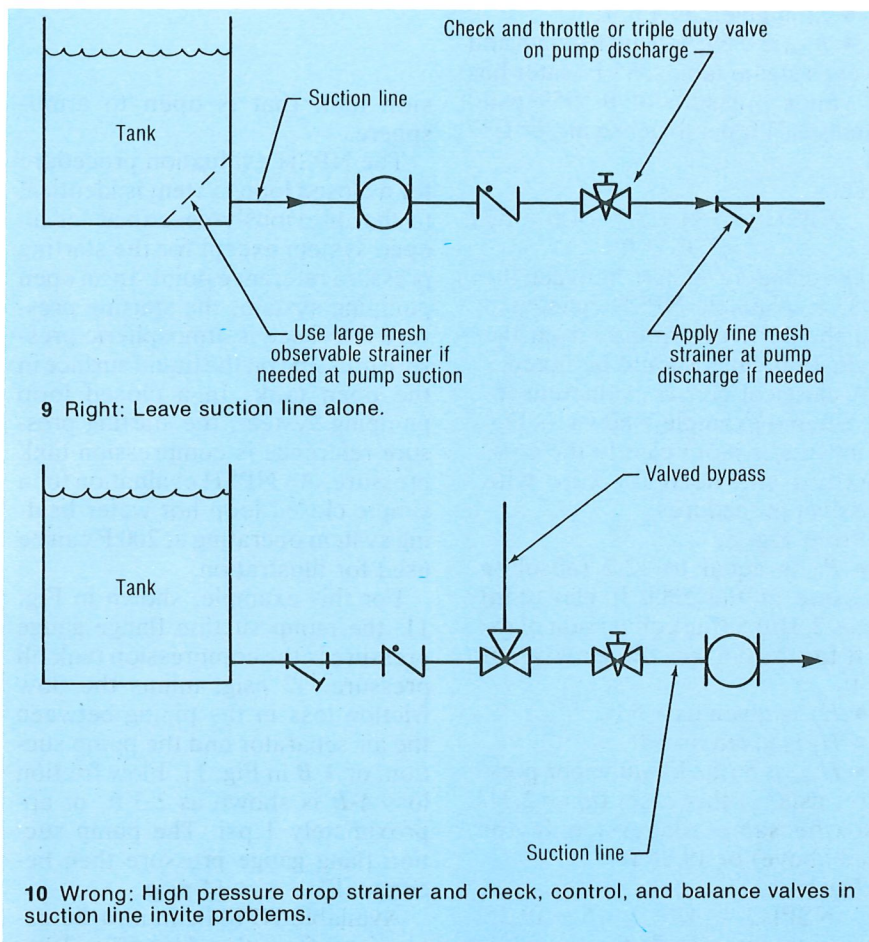 Check and throttle or triple duty valve
on pump discharge
Suction line
Tank
Use large mesh
observable strainer if
needed at pump suction
Apply fine mesh
strainer at pump
discharge if needed
9 Right: Leave suction line alone.
Valved bypass
Tank
Suction line
10 Wrong: High pressure drop strainer and check, control, and balance valves in
suction line invite problems.